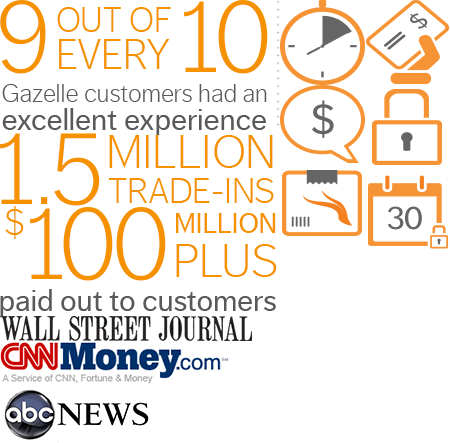 9 OUT OF EVERY 10
Gazelle customers had an
excellent experience
1.5 MILLION TRADE-INS
$100 MILLION PLUS
paid out to customers
WALL STREET JOURNAL
CNNMoney.com℠
A Service of CNN, Fortune & Money
abc NEWS
$
$
30